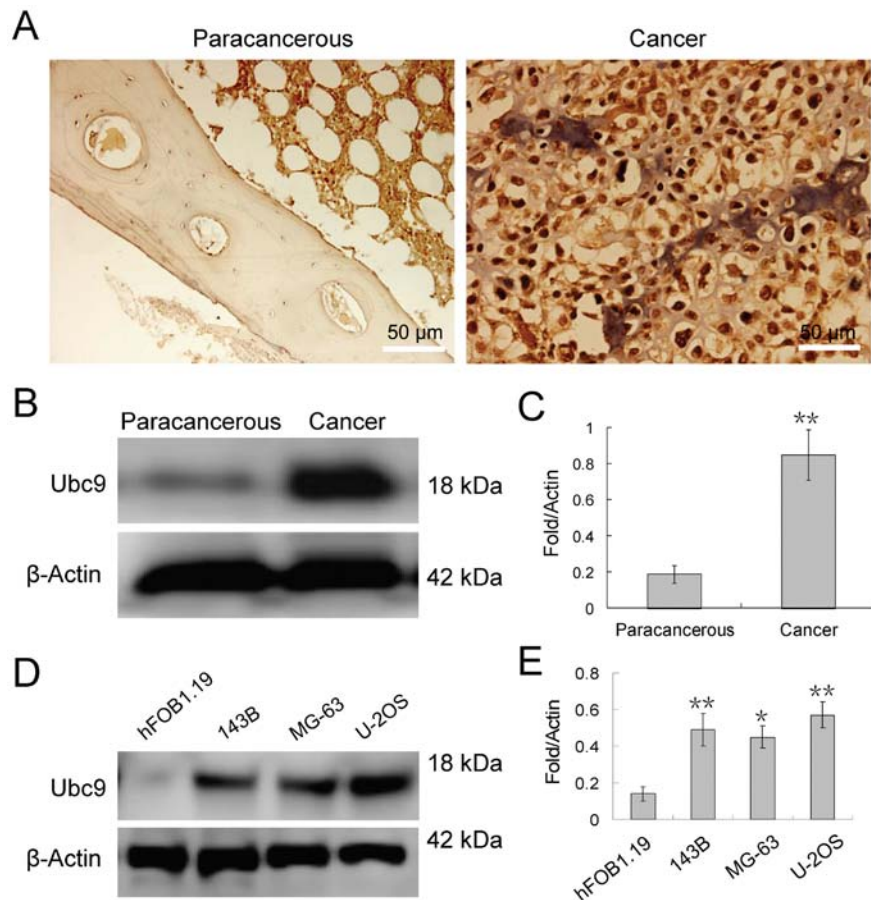 A
Paracancerous
Cancer
50 µm
50 µm
B
Paracancerous Cancer
Ubc9
18 kDa
β-Actin
42 kDa
C
**
Fold/Actin
1
0.8
0.6
0.4
0.2
0
Paracancerous
Cancer
D
hFOB1.19
143B
MG-63
U-2OS
Ubc9
18 kDa
β-Actin
42 kDa
E
**
*
**
Fold/Actin
0.8
0.6
0.4
0.2
0
hFOB1.19
143B
MG-63
U-2OS